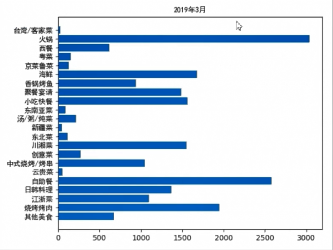 2019年3月
台湾/客家菜
火锅
西餐
粤菜
京菜鲁菜
海鲜
香锅烤鱼
聚餐宴请
小吃快餐
东南亚菜
汤/粥/炖菜
新疆菜
东北菜
川湘菜
创意菜
中式烧烤/烤串
云贵菜
自助餐
日韩料理
江浙菜
烧烤烤肉
其他美食
0 500 1000 1500 2000 2500 3000